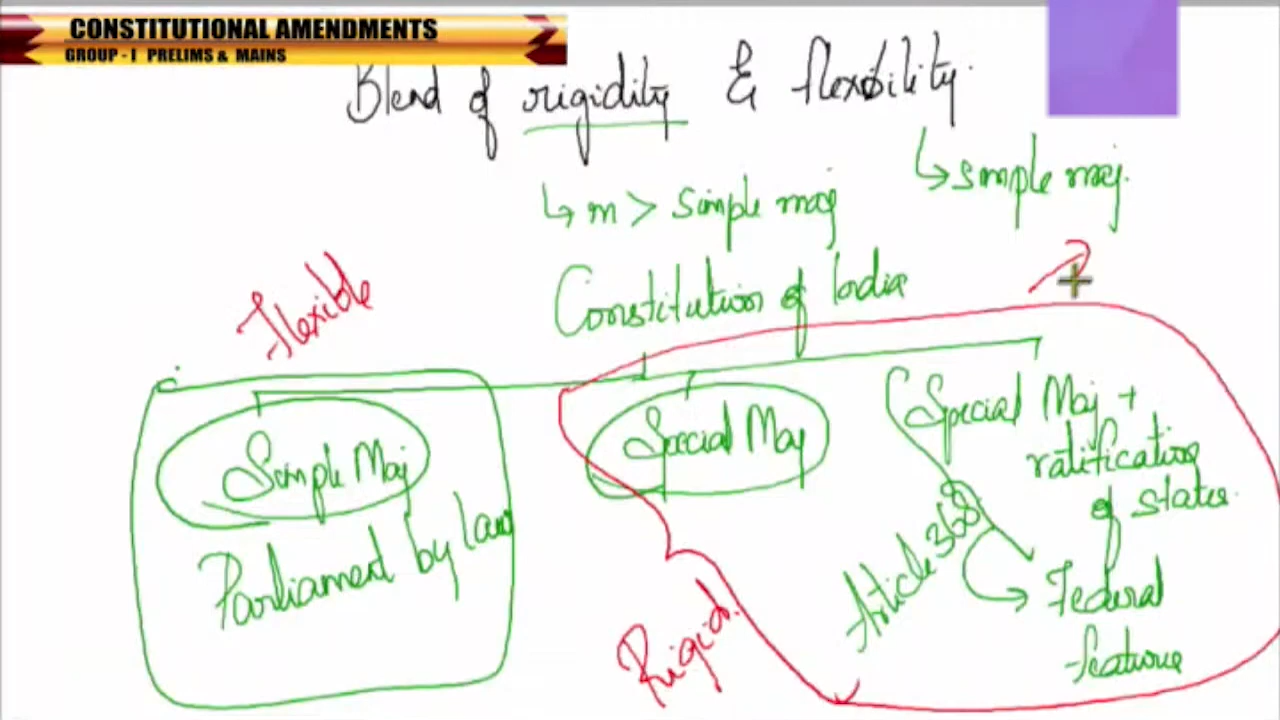 CONSTITUTIONAL AMENDMENTS
GROUP - I PRELIMS & MAINS
Blend of rigidity & flexibility.
↳ m > simple maj
↳ simple maj.
Constitution of India
Flexible
Simple Maj
Parliament by law
Special Maj
Special Maj +
ratification
of states.
Article 368
Federal
feature
Rigid.